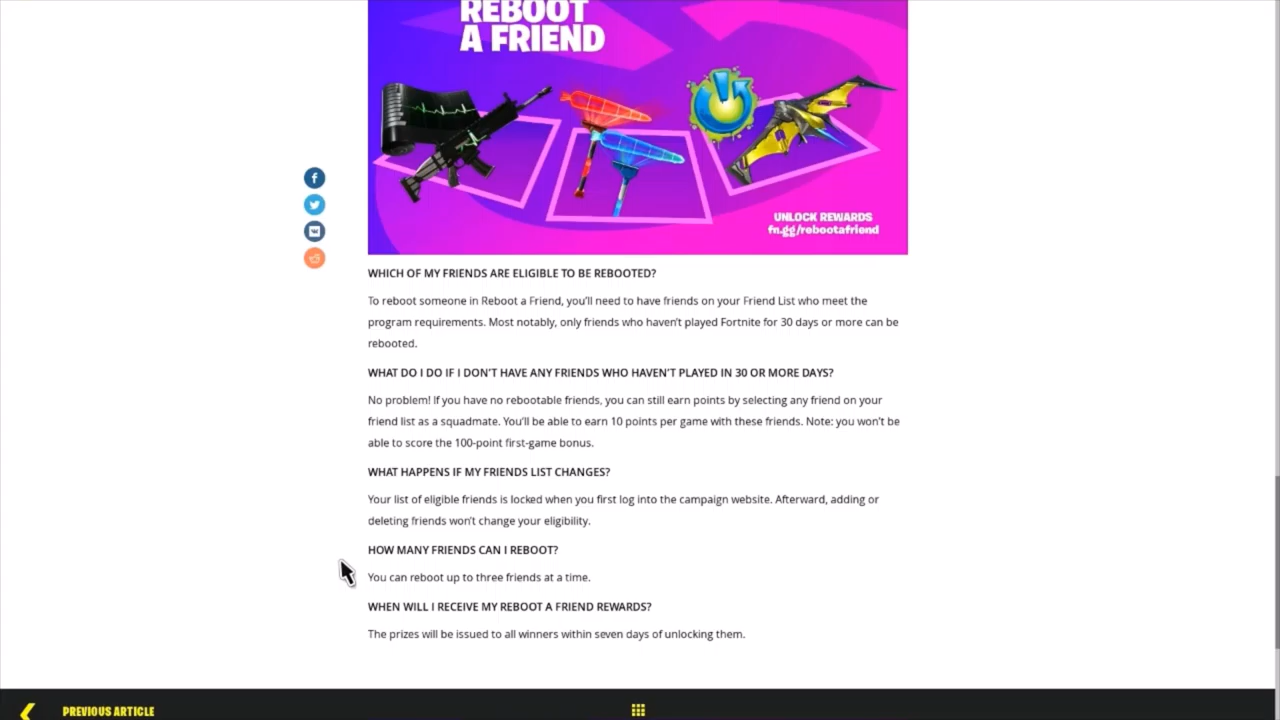 REBOOT
A FRIEND
UNLOCK REWARDS
fn.gg/rebootafriend
WHICH OF MY FRIENDS ARE ELIGIBLE TO BE REBOOTED?
To reboot someone in Reboot a Friend, you’ll need to have friends on your Friend List who meet the
program requirements. Most notably, only friends who haven’t played Fortnite for 30 days or more can be
rebooted.
WHAT DO I DO IF I DON’T HAVE ANY FRIENDS WHO HAVEN’T PLAYED IN 30 OR MORE DAYS?
No problem! If you have no rebootable friends, you can still earn points by selecting any friend on your
friend list as a squadmate. You’ll be able to earn 10 points per game with these friends. Note: you won’t be
able to score the 100-point first-game bonus.
WHAT HAPPENS IF MY FRIENDS LIST CHANGES?
Your list of eligible friends is locked when you first log into the campaign website. Afterward, adding or
deleting friends won’t change your eligibility.
HOW MANY FRIENDS CAN I REBOOT?
You can reboot up to three friends at a time.
WHEN WILL I RECEIVE MY REBOOT A FRIEND REWARDS?
The prizes will be issued to all winners within seven days of unlocking them.
PREVIOUS ARTICLE